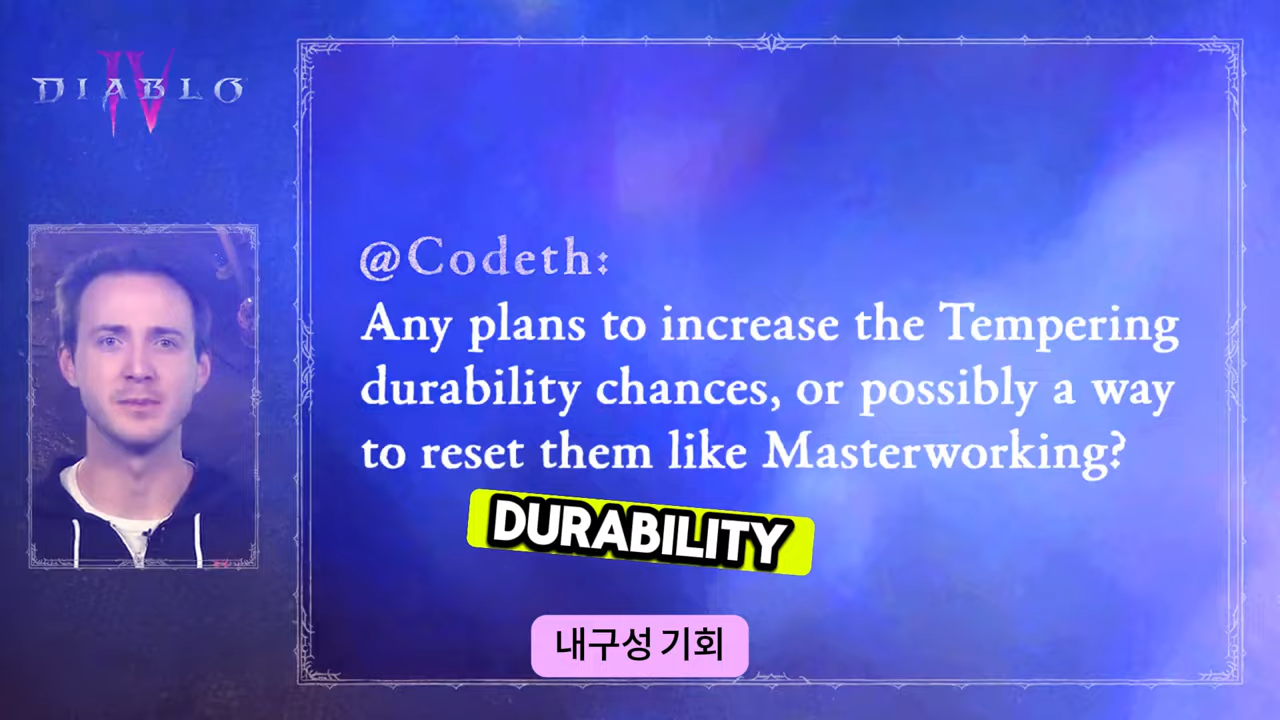 DIABLO
IV
@Codeth:
Any plans to increase the Tempering
durability chances, or possibly a way
to reset them like Masterworking?
DURABILITY
내구성 기회